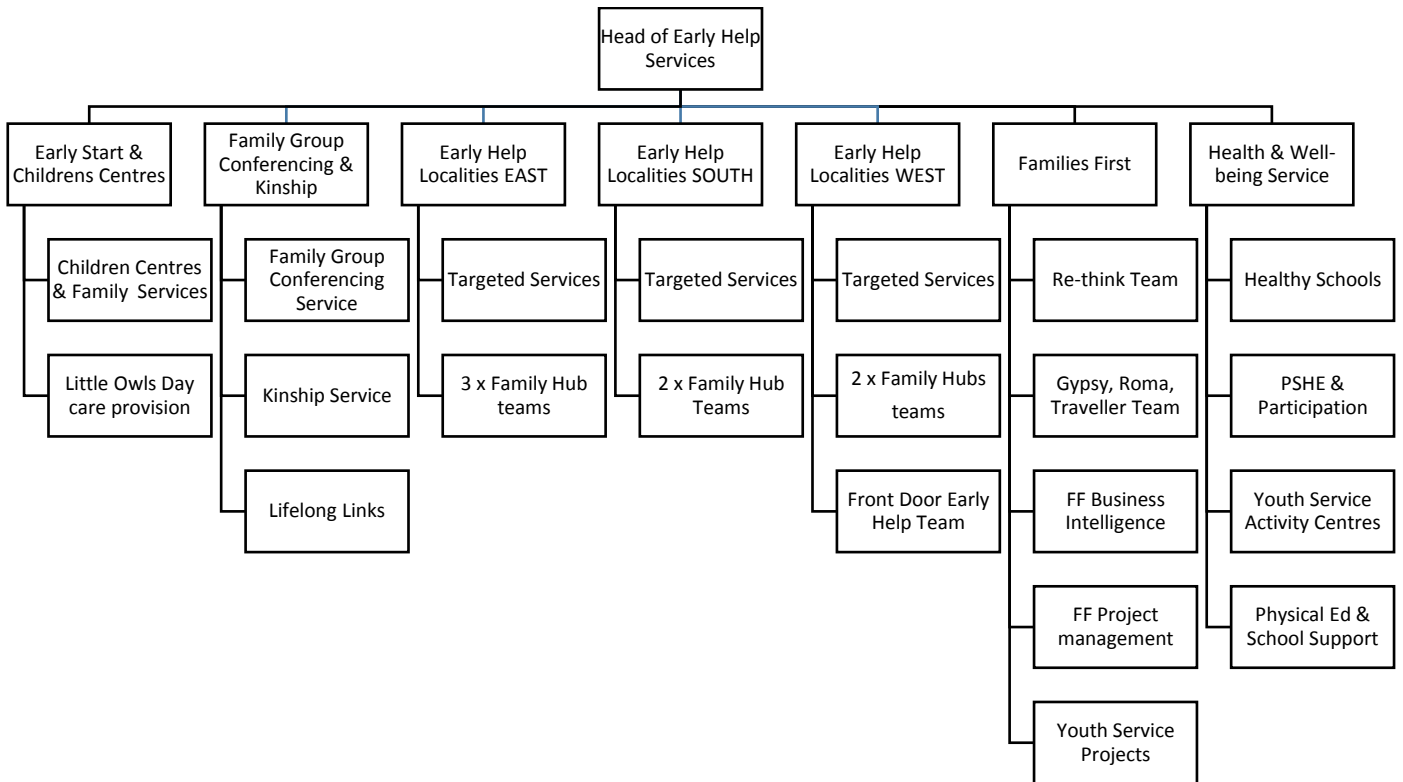 Head of Early Help
Services
Early Start &
Childrens Centres
Family Group
Conferencing &
Kinship
Early Help
Localities EAST
Early Help
Localities SOUTH
Early Help
Localities WEST
Families First
Health & Well-
being Service
Children Centres
& Family Services
Family Group
Conferencing
Service
Targeted Services
Targeted Services
Targeted Services
Re-think Team
Healthy Schools
Little Owls Day
care provision
Kinship Service
3 x Family Hub
teams
2 x Family Hub
Teams
2 x Family Hubs
teams
Gypsy, Roma,
Traveller Team
PSHE &
Participation
Lifelong Links
Front Door Early
Help Team
FF Business
Intelligence
Youth Service
Activity Centres
FF Project
management
Physical Ed &
School Support
Youth Service
Projects